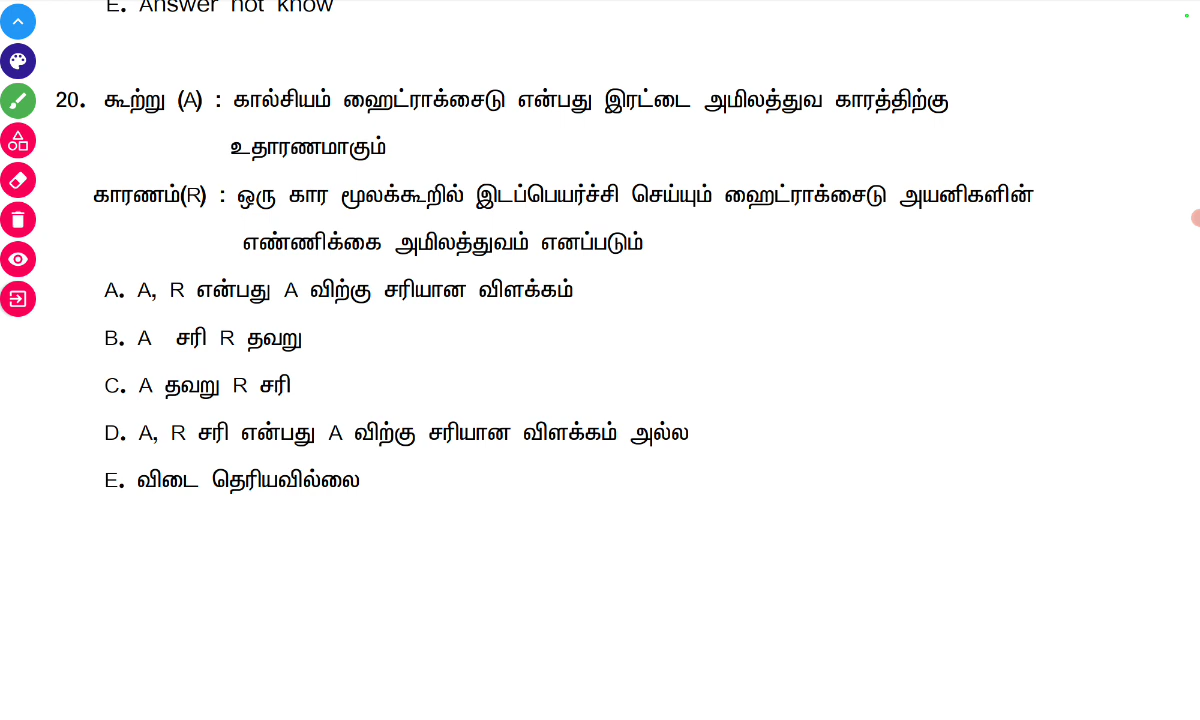 E. Answer not know
20. கூற்று (A) : கால்சியம் ஹைட்ராக்சைடு என்பது இரட்டை அமிலத்துவ காரத்திற்கு
உதாரணமாகும்
காரணம்(R) : ஒரு கார மூலக்கூறில் இடப்பெயர்ச்சி செய்யும் ஹைட்ராக்சைடு அயனிகளின்
எண்ணிக்கை அமிலத்துவம் எனப்படும்
A. A, R என்பது A விற்கு சரியான விளக்கம்
B. A சரி R தவறு
C. A தவறு R சரி
D. A, R சரி என்பது A விற்கு சரியான விளக்கம் அல்ல
E. விடை தெரியவில்லை